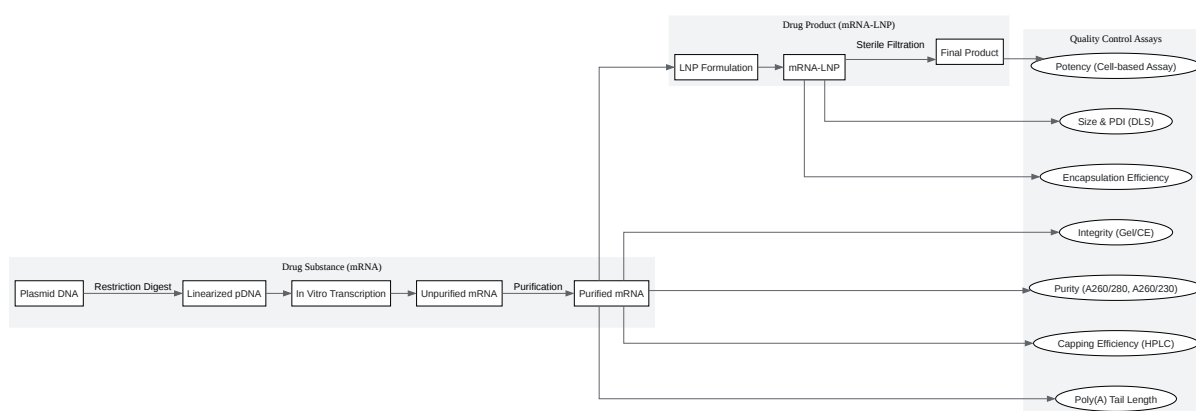 Drug Product (mRNA-LNP)
LNP Formulation
mRNA-LNP
Sterile Filtration
Final Product
Quality Control Assays
Potency (Cell-based Assay)
Size & PDI (DLS)
Encapsulation Efficiency
Integrity (Gel/CE)
Purity (A260/280, A260/230)
Capping Efficiency (HPLC)
Poly(A) Tail Length
Drug Substance (mRNA)
Plasmid DNA
Restriction Digest
Linearized pDNA
In Vitro Transcription
Unpurified mRNA
Purification
Purified mRNA